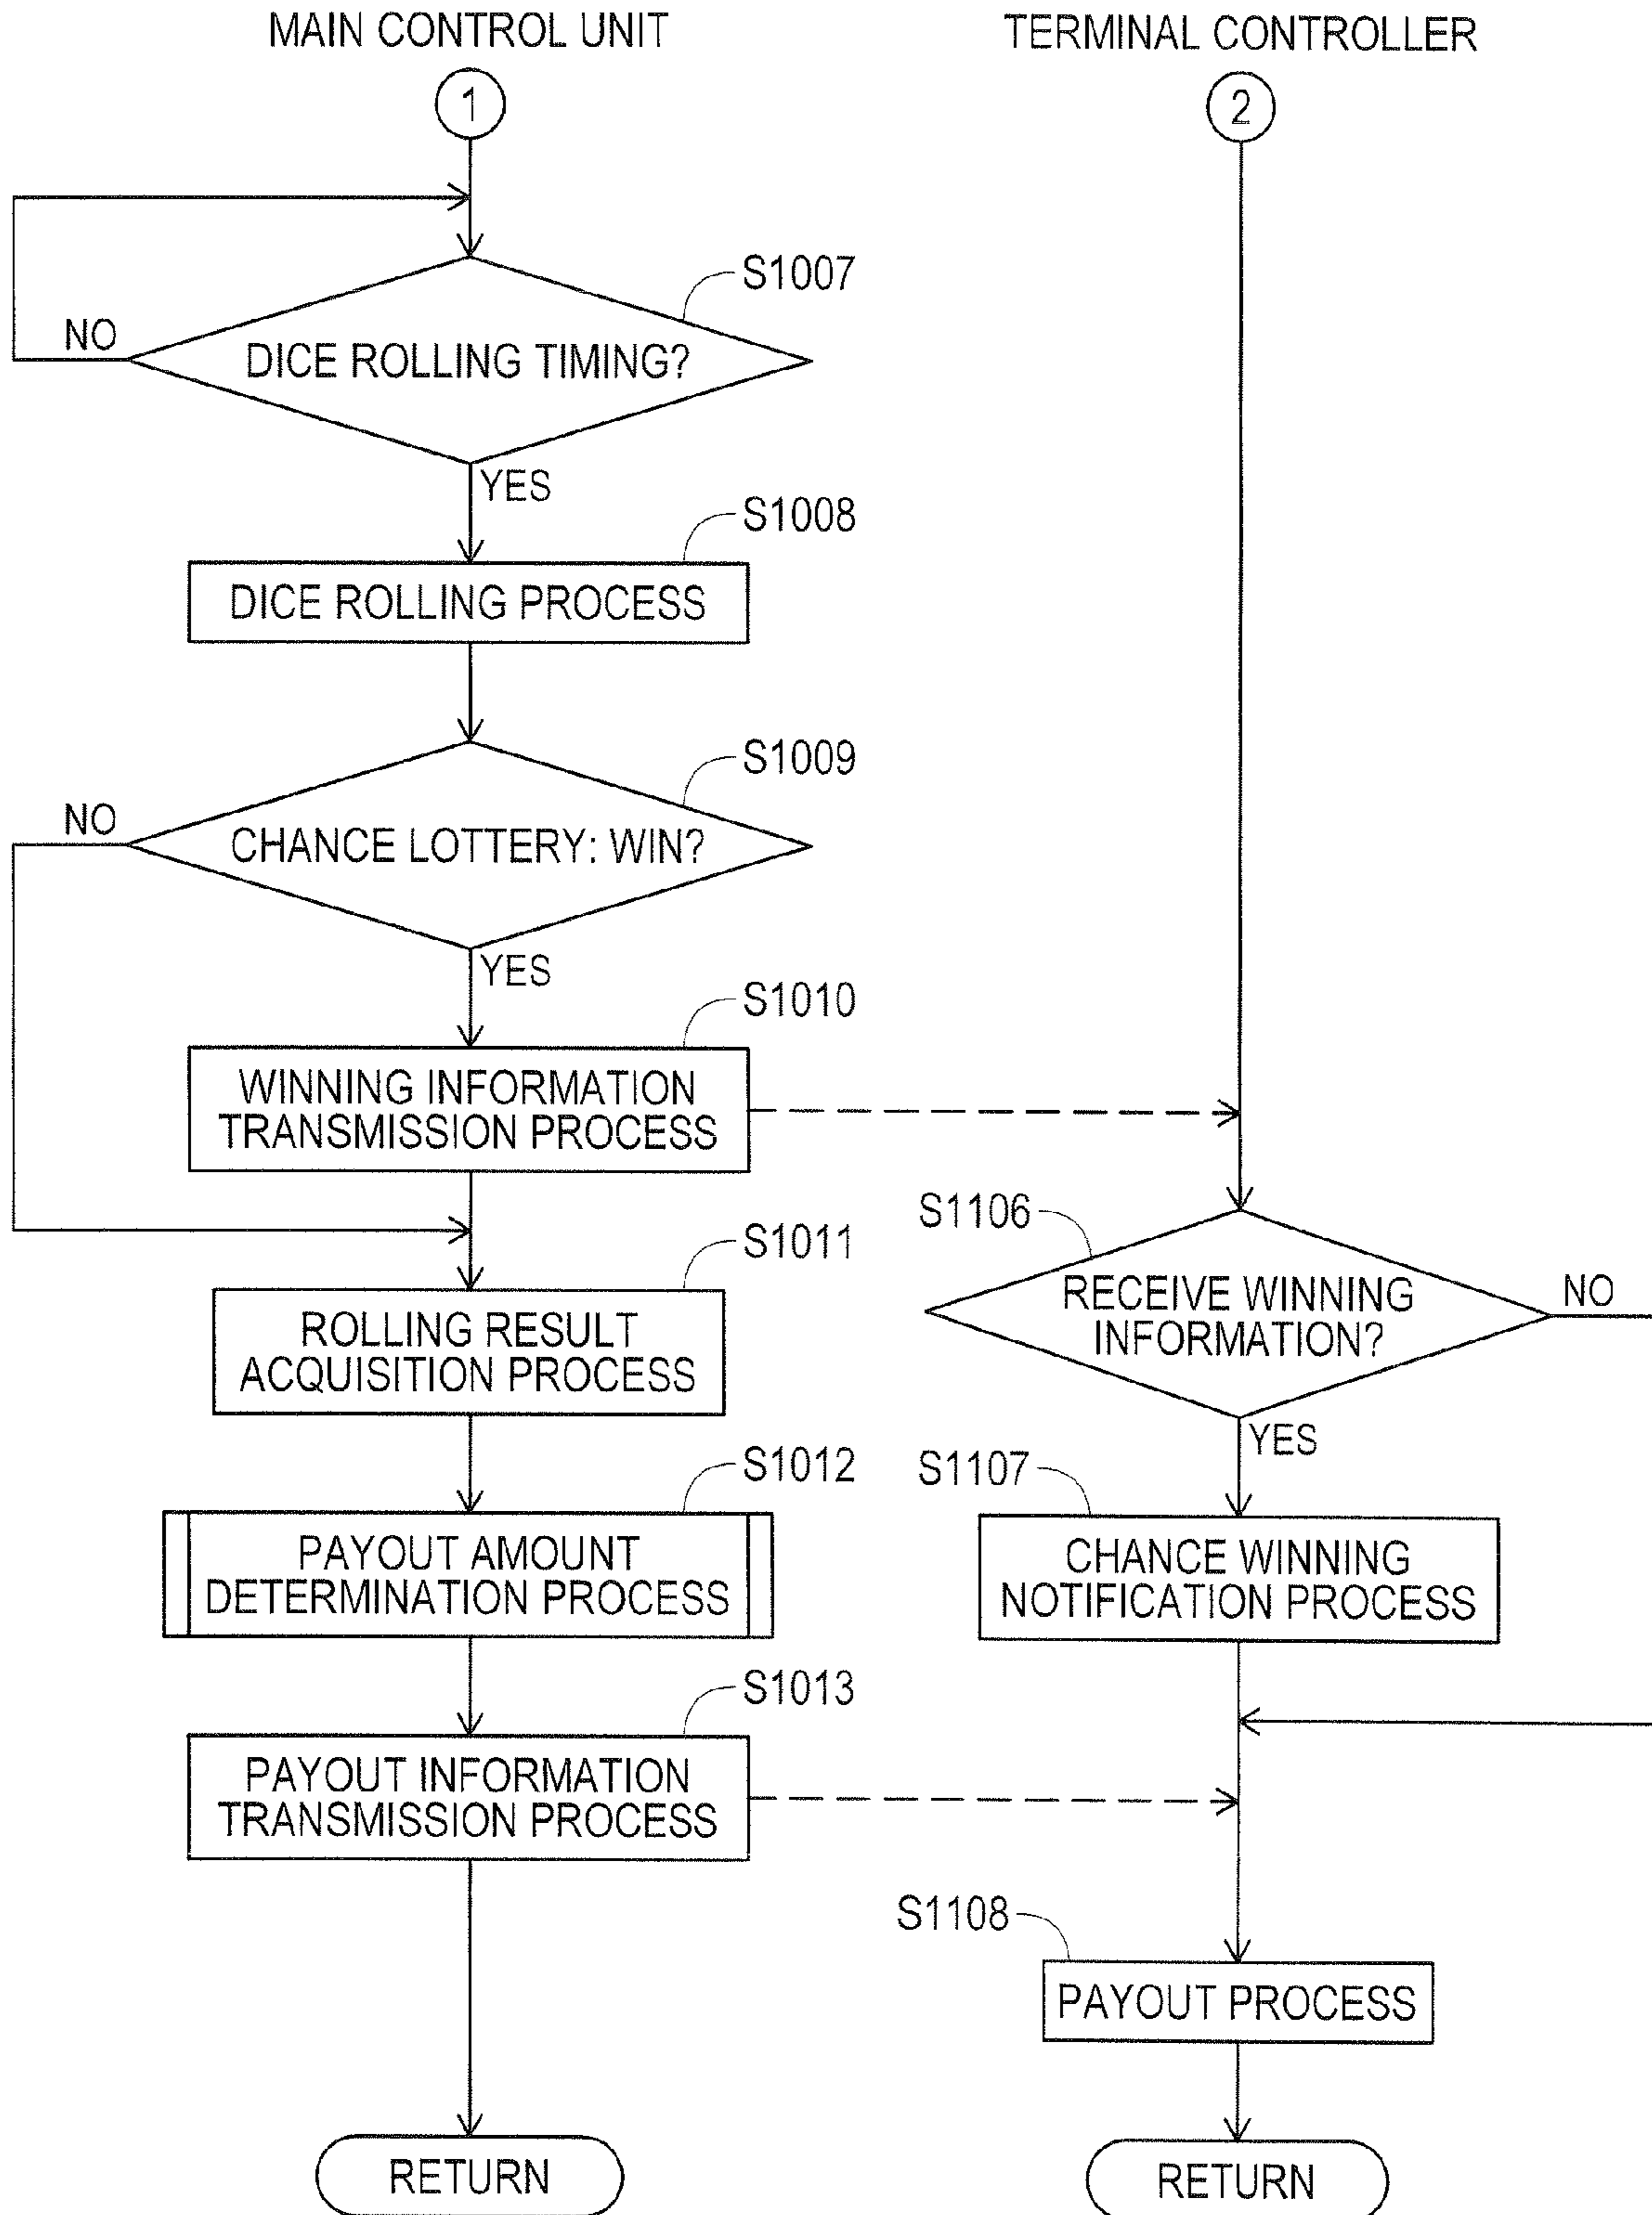 MAIN CONTROL UNIT
1
S1007
NO
DICE ROLLING TIMING?
YES
S1008
DICE ROLLING PROCESS
S1009
NO
CHANCE LOTTERY: WIN?
YES
S1010
WINNING INFORMATION
TRANSMISSION PROCESS
S1011
ROLLING RESULT
ACQUISITION PROCESS
S1012
PAYOUT AMOUNT
DETERMINATION PROCESS
S1013
PAYOUT INFORMATION
TRANSMISSION PROCESS
RETURN
TERMINAL CONTROLLER
2
S1106
RECEIVE WINNING
INFORMATION?
NO
YES
S1107
CHANCE WINNING
NOTIFICATION PROCESS
S1108
PAYOUT PROCESS
RETURN